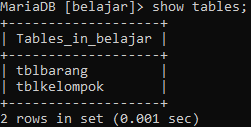 MariaDB [belajar]> show tables;
+-------------------+
| Tables_in_belajar |
+-------------------+
| tblbarang         |
| tblkelompok       |
+-------------------+
2 rows in set (0.001 sec)